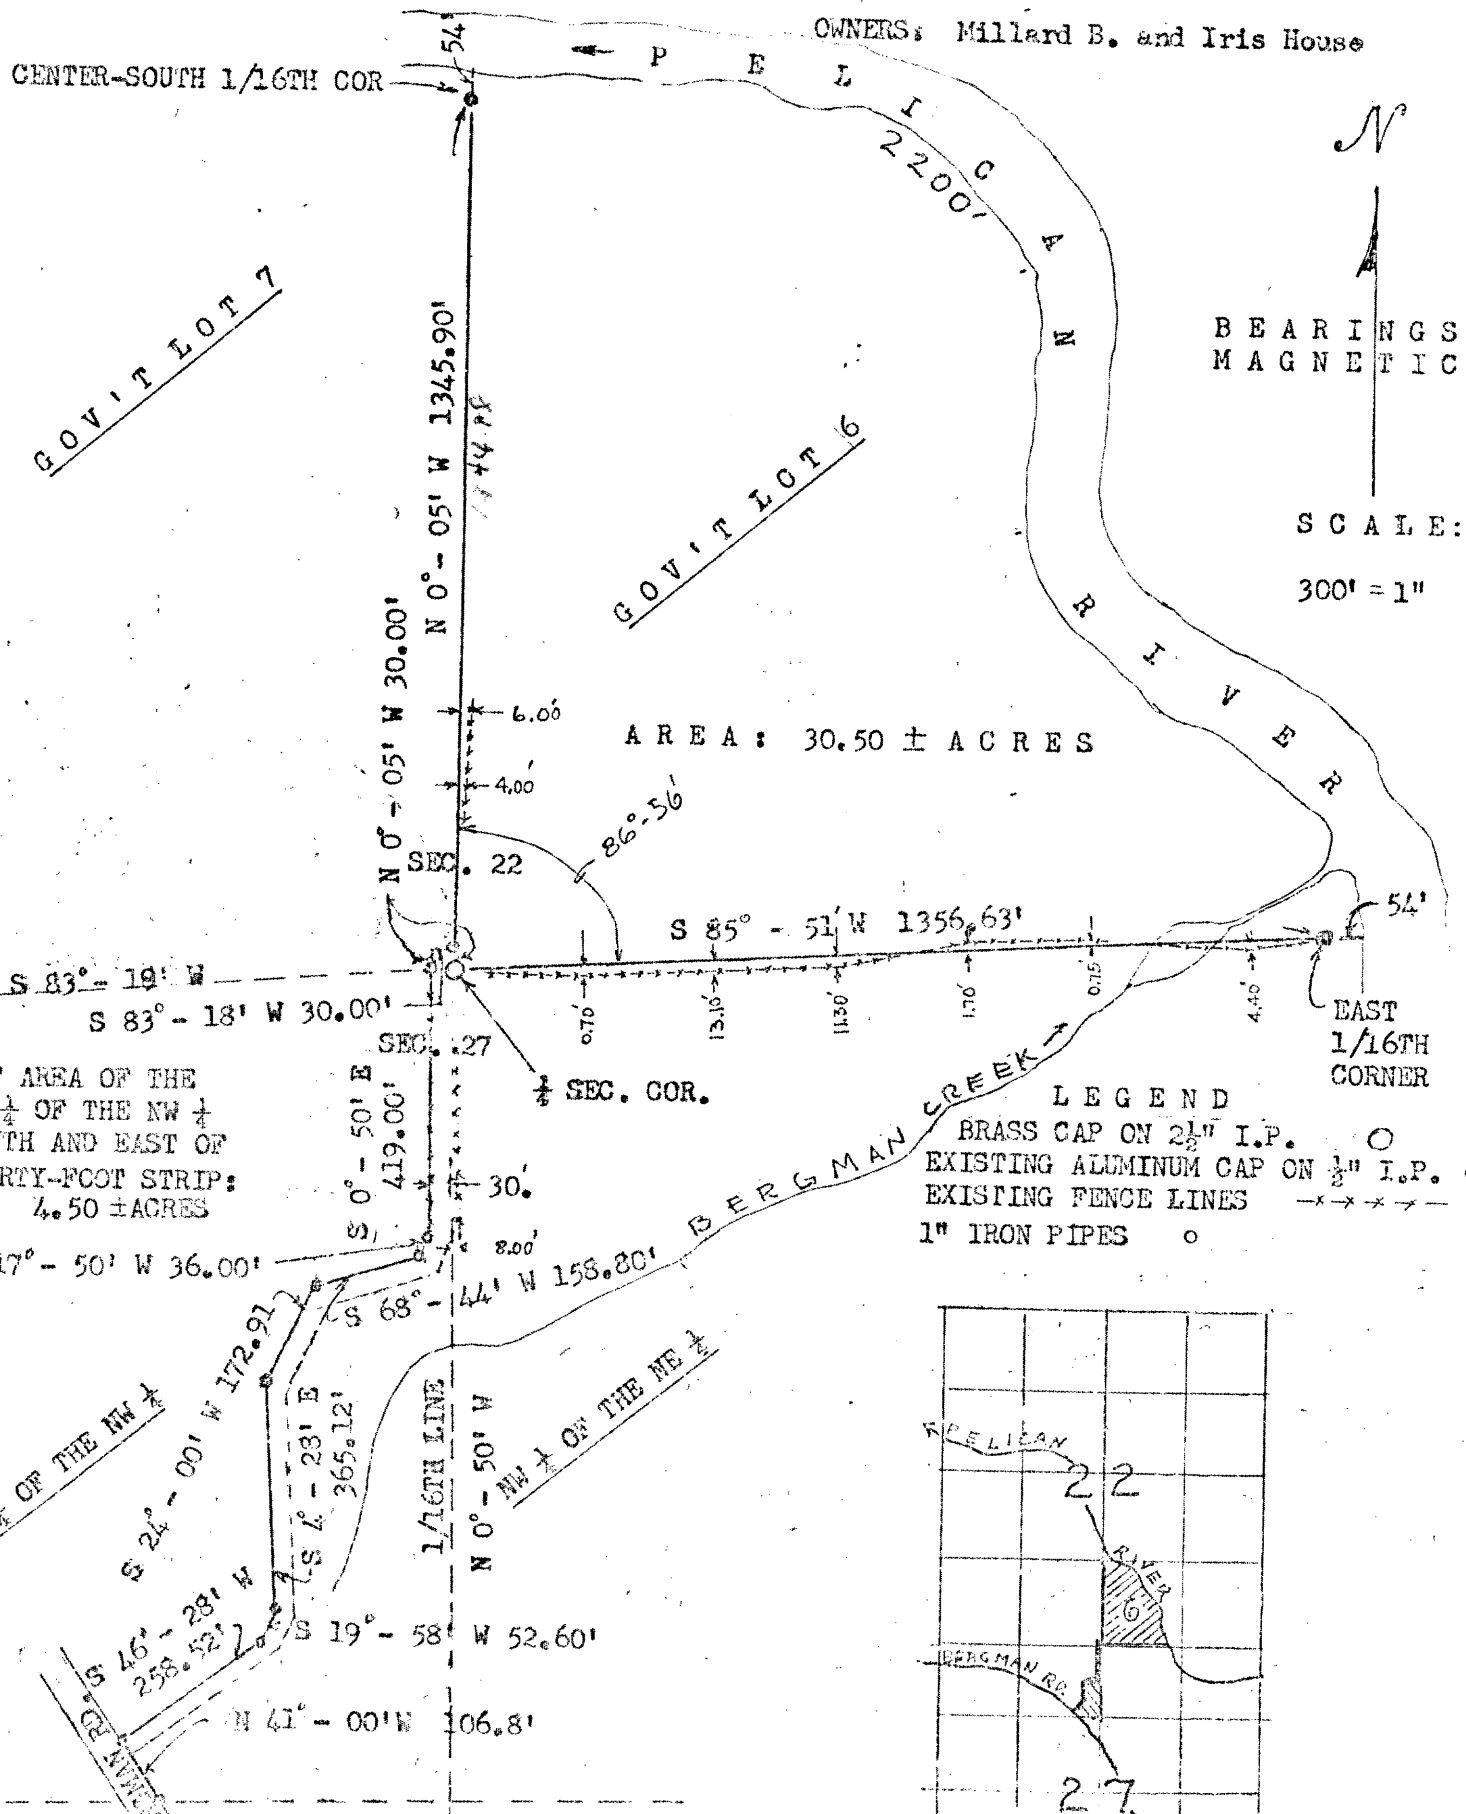 OWNERS: Millard B. and Iris House
54'
CENTER-SOUTH 1/16TH COR
PELICAN
2200'
N
BEARINGS
MAGNETIC
SCALE:
300' = 1"
GOV'T LOT 7
N 0° - 05' W 1345.90'
GOV'T LOT 6
N 0° - 05' W 30.00'
RIVER
6.00'
4.00'
AREA: 30.50 ± ACRES
86°-56'
SEC. 22
S 85° - 51' W 1356.63'
54'
S 83° - 19' W
S 83° - 18' W 30.00'
0.70'
13.10'
11.30'
1.70'
0.75'
4.40'
EAST
1/16TH
CORNER
SEC. 27
¼ SEC. COR.
AREA OF THE
¼ OF THE NW ¼
TH AND EAST OF
RTY-FOOT STRIP:
4.50 ± ACRES
S 0° - 50' E
419.00'
30.'
8.00'
BERGMAN CREEK
LEGEND
BRASS CAP ON 2½" I.P.
EXISTING ALUMINUM CAP ON ½" I.P.
EXISTING FENCE LINES
1" IRON PIPES
17° - 50' W 36.00'
S 68° - 44' W 158.80'
S 24° - 00' W 172.91
¼ OF THE NW ¼
S 4° - 28' E
365.12'
1/16TH LINE
N 0° - 50' W
NW ¼ OF THE NE ¼
S 46° - 28' W
258.52'
S 19° - 58' W 52.60'
N 41° - 00' W 106.8'
GMAN RD.
PELICAN
22
RIVER
6
BERGMAN RD.
27